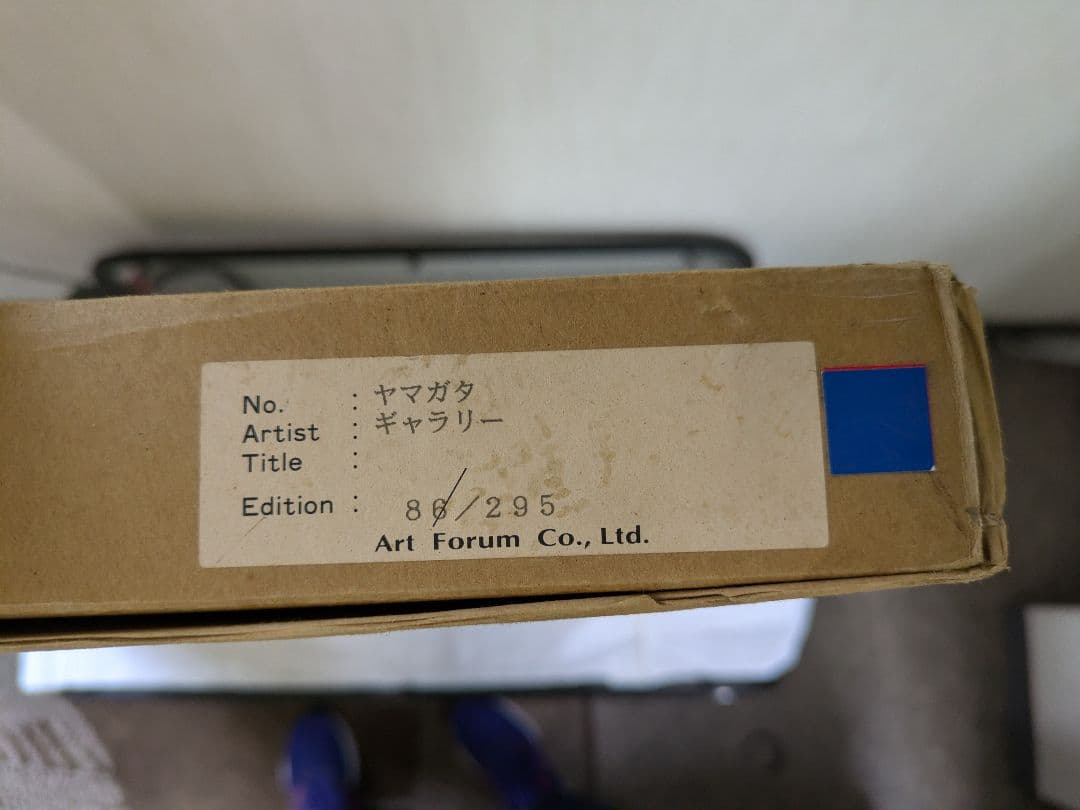 No. : ヤマガタ
Artist : ギャラリー
Title :
Edition : 86/295
Art Forum Co., Ltd.